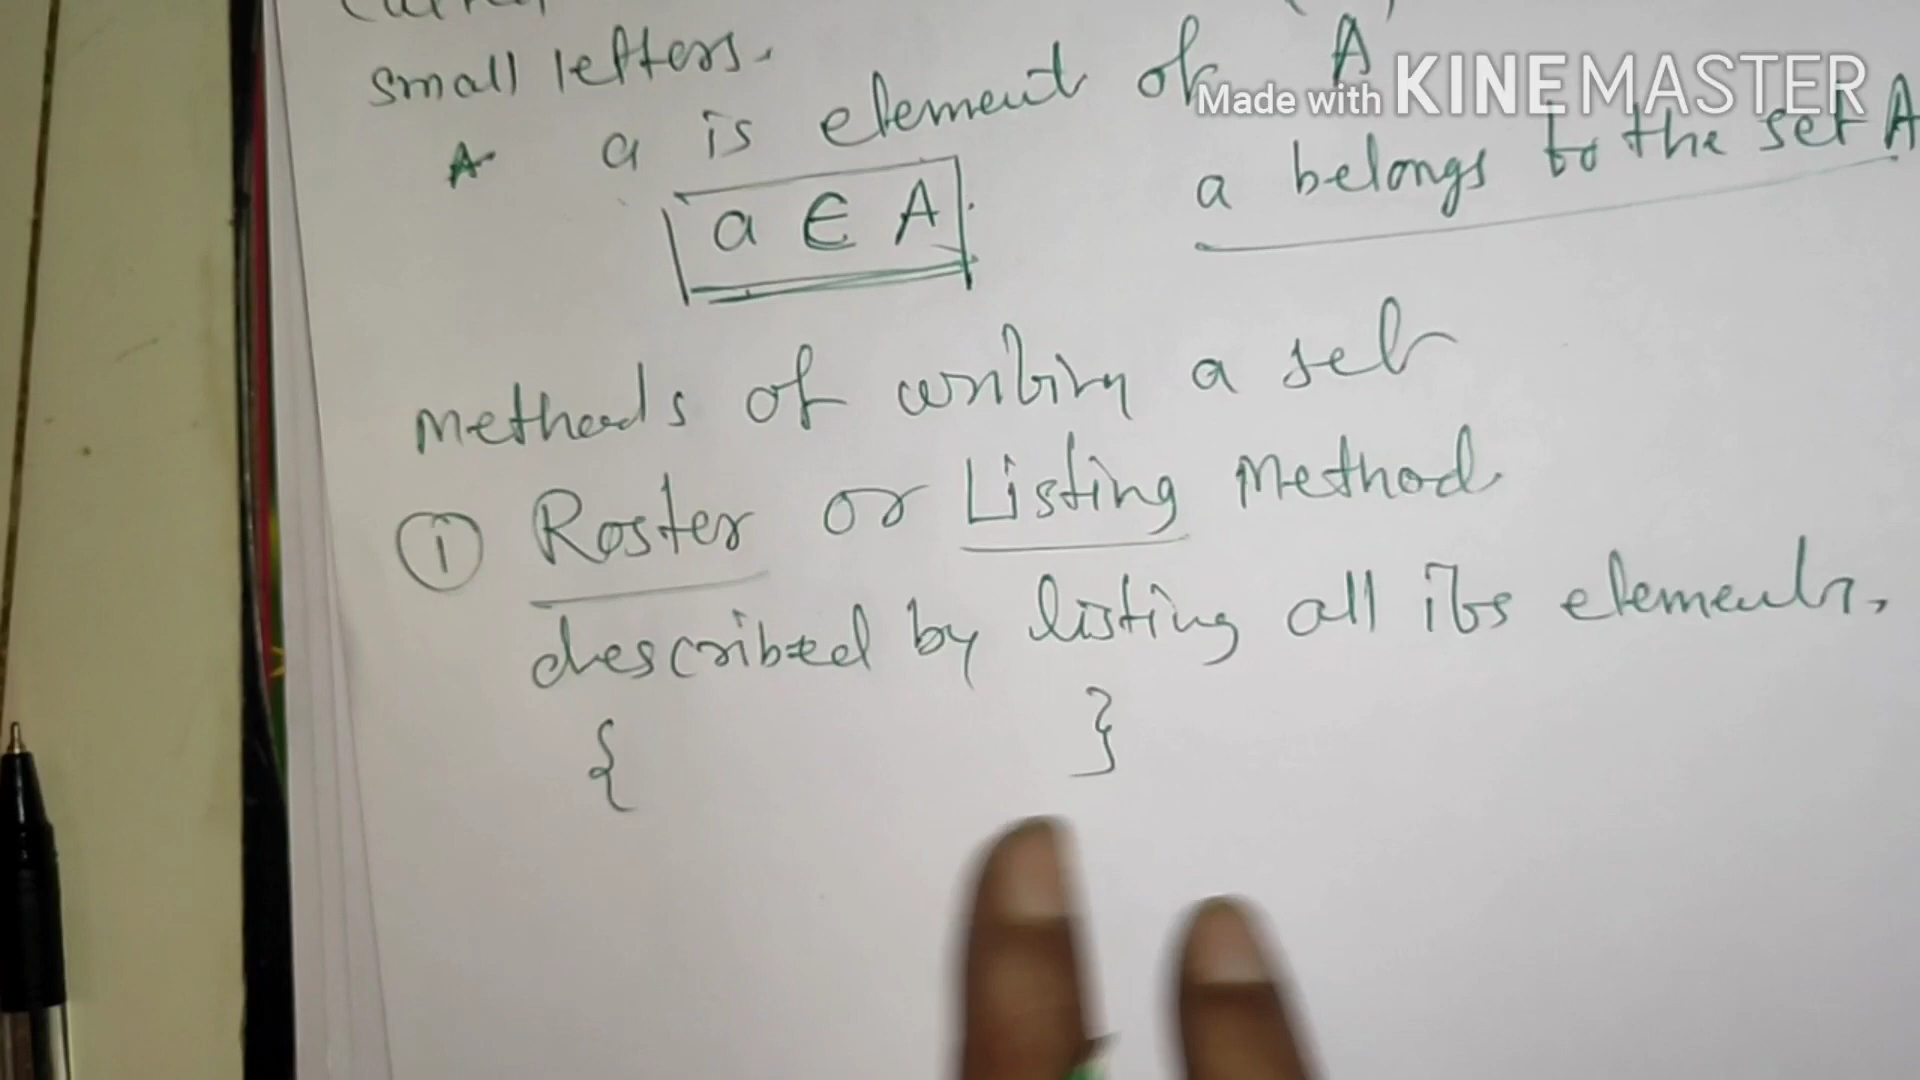 small letters.
A a is element of A
Made with KINEMASTER
a ∈ A
a belongs to the set A
Methods of writing a set
(i) Roster or Listing Method
described by listing all its elements.
{ }